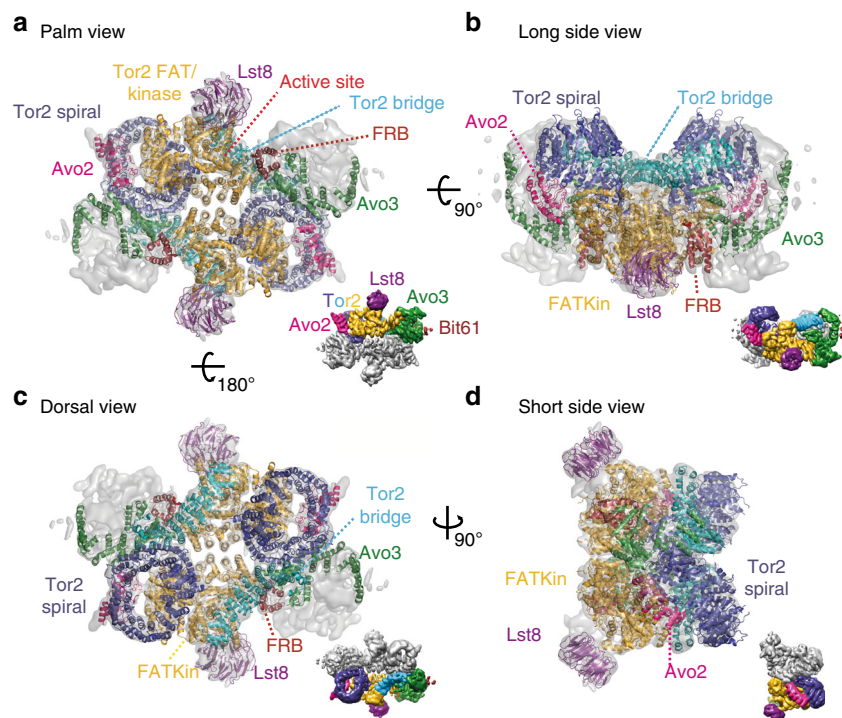 a Palm view
Tor2 FAT/
kinase
Lst8
Active site
Tor2 spiral
Tor2 bridge
FRB
Avo2
Avo3
Lst8
Tor2
Avo3
Avo2
Bit61
180°
90°
b Long side view
Tor2 spiral
Tor2 bridge
Avo2
Avo3
FATKin
Lst8
FRB
c Dorsal view
Tor2
bridge
Avo3
Tor2
spiral
FRB
FATKin
Lst8
90°
d Short side view
FATKin
Tor2
spiral
Lst8
Avo2